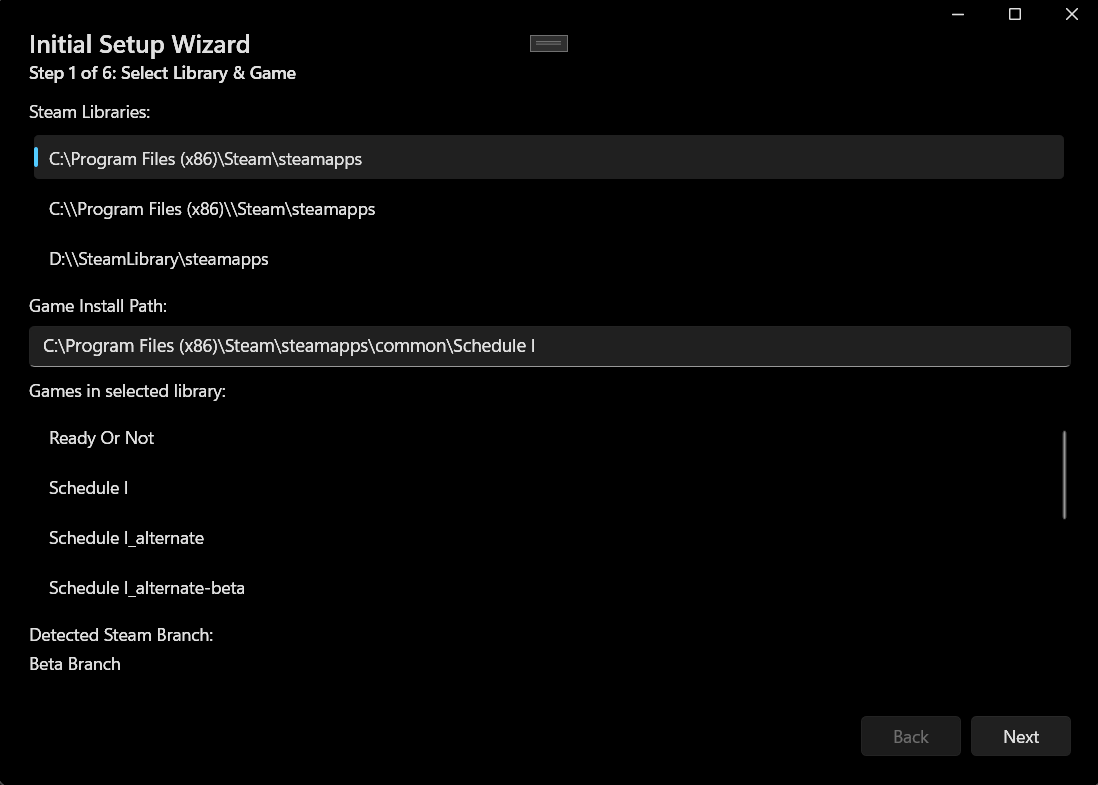 Initial Setup Wizard
Step 1 of 6: Select Library & Game
Steam Libraries:
C:\Program Files (x86)\Steam\steamapps
C:\\Program Files (x86)\\Steam\steamapps
D:\\SteamLibrary\steamapps
Game Install Path:
C:\Program Files (x86)\Steam\steamapps\common\Schedule I
Games in selected library:
Ready Or Not
Schedule I
Schedule I_alternate
Schedule I_alternate-beta
Detected Steam Branch:
Beta Branch
Back Next